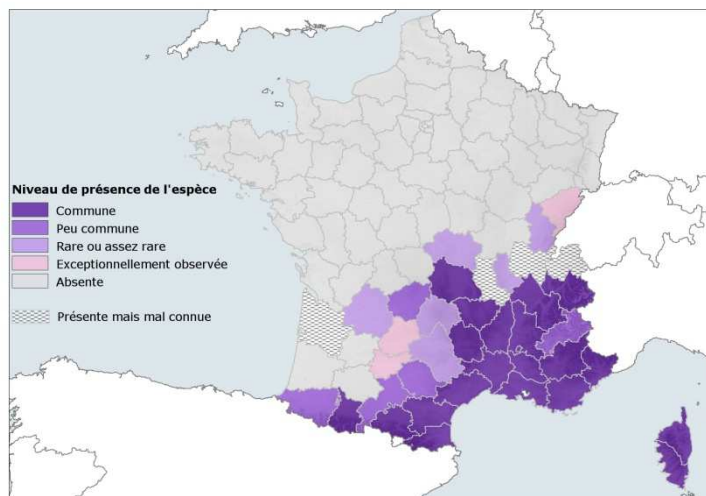 Niveau de présence de l'espèce
Commune
Peu commune
Rare ou assez rare
Exceptionnellement observée
Absente
Présente mais mal connue